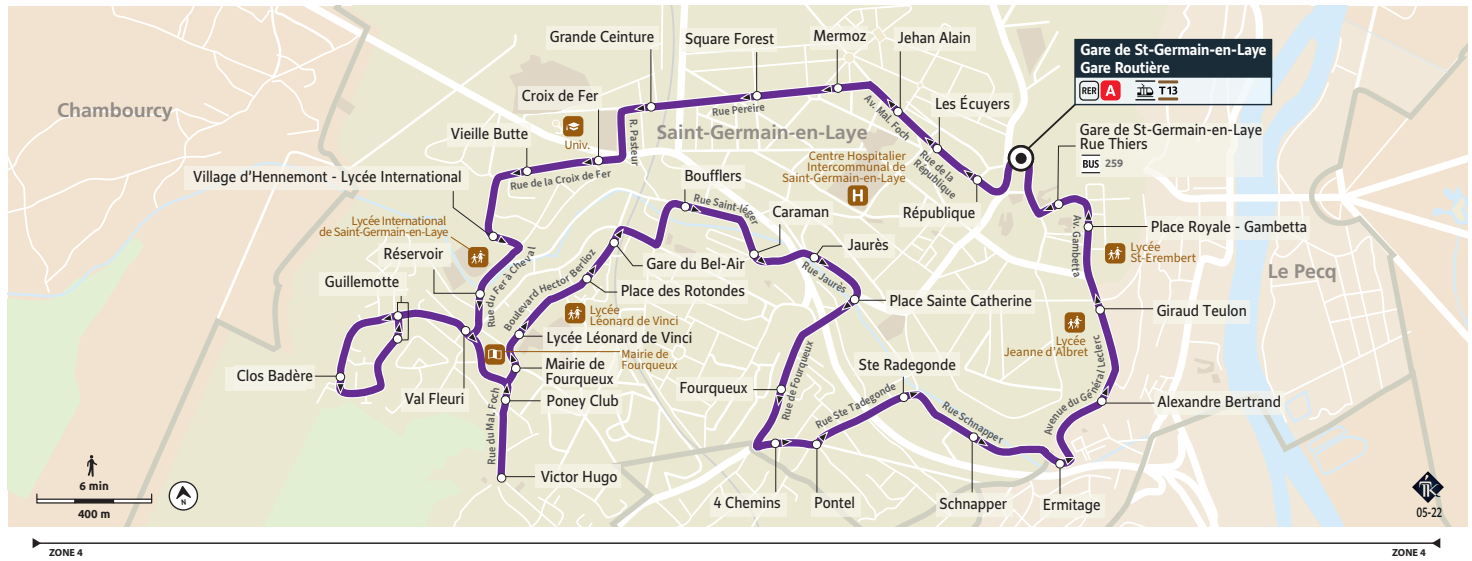 Grande Ceinture
Square Forest
Mermoz
Jehan Alain
Gare de St-Germain-en-Laye
Gare Routière
RER A T13
Chambourcy
Croix de Fer
Les Écuyers
Rue Pereire
Av. Mal. Foch
R. Pasteur
Saint-Germain-en-Laye
Gare de St-Germain-en-Laye
Rue Thiers
BUS 259
Vieille Butte
Univ.
Centre Hospitalier
Intercommunal de
Saint-Germain-en-Laye
H
Rue de la
République
Village d'Hennemont - Lycée International
Rue de la Croix de Fer
Boufflers
Rue Saint-léger
Caraman
République
Lycée International
de Saint-Germain-en-Laye
Place Royale - Gambetta
Av. Gambetta
Réservoir
Rue du Fer à Cheval
Gare du Bel-Air
Jaurès
Rue Jaurès
Lycée
St-Erembert
Le Pecq
Guillemotte
Boulevard Hector Berlioz
Place des Rotondes
Place Sainte Catherine
Giraud Teulon
Lycée
Léonard de Vinci
Lycée Léonard de Vinci
Lycée
Jeanne d'Albret
Mairie de
Fourqueux
Mairie de
Fourqueux
Clos Badère
Val Fleuri
Poney Club
Fourqueux
Rue de Fourqueux
Ste Radegonde
Rue Ste Tadegonde
Rue Schnapper
Avenue du Général Leclerc
Alexandre Bertrand
Rue du Mal. Foch
Victor Hugo
4 Chemins
Pontel
Schnapper
Ermitage
6 min
400 m
N
05-22
ZONE 4
ZONE 4